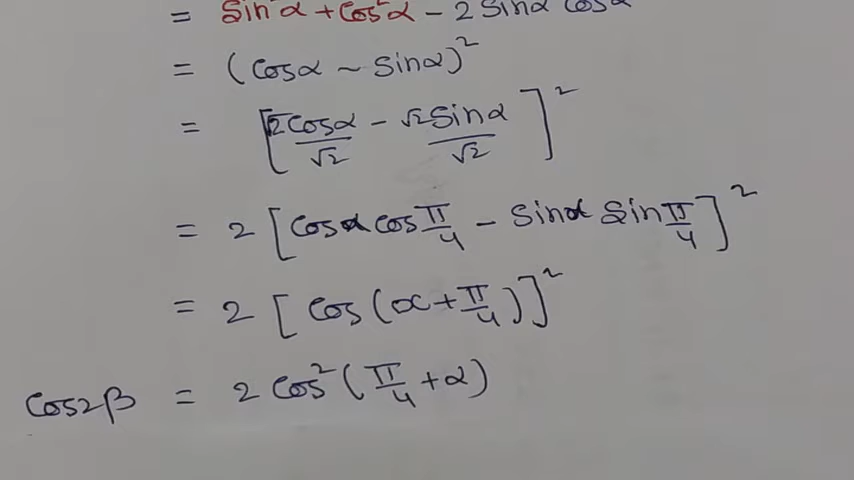 = Sin²α + Cos²α - 2 Sinα Cosα
= (Cosα ~ Sinα)²
= [√2Cosα/√2 - √2Sinα/√2]²
= 2 [Cosα Cos π/4 - Sinα Sin π/4]²
= 2 [Cos(α + π/4)]²
Cos2β = 2 Cos²(π/4 + α)